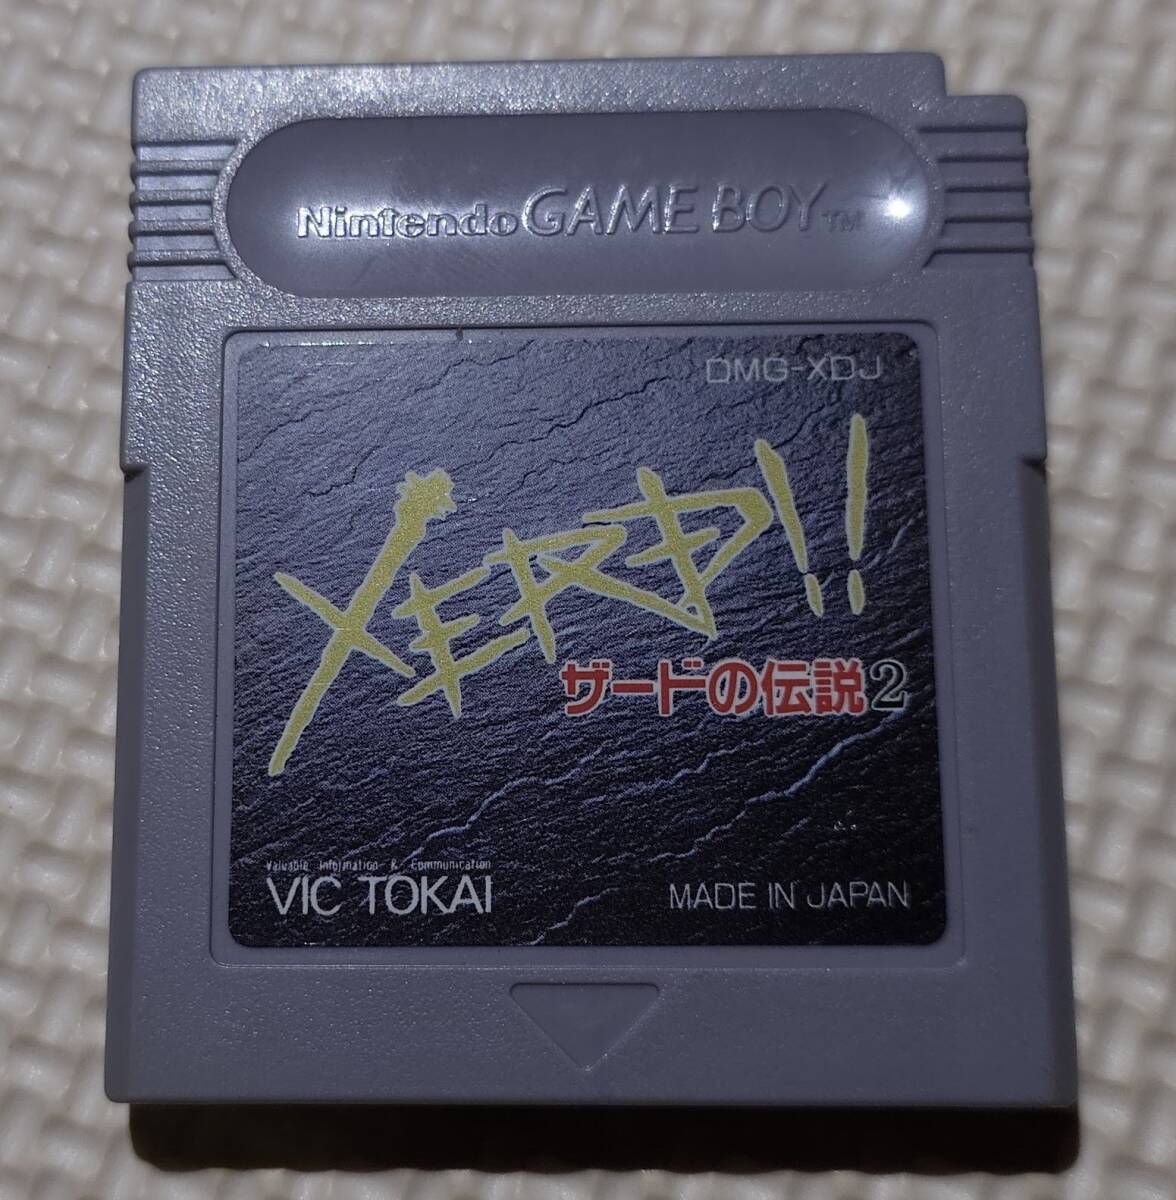 Nintendo GAME BOY™
DMG-XDJ
XERD!!
ザードの伝説2
Valuable Information & Communication
VIC TOKAI
MADE IN JAPAN